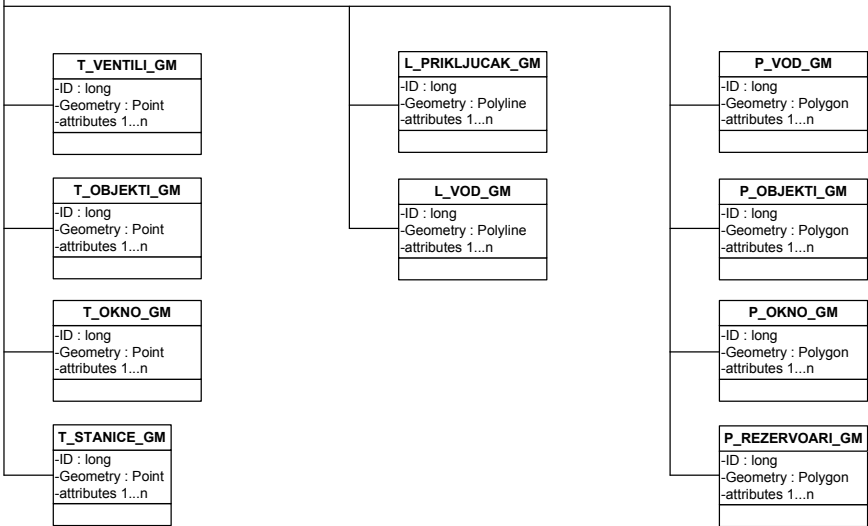 T_VENTILI_GM
-ID : long
-Geometry : Point
-attributes 1...n
T_OBJEKTI_GM
-ID : long
-Geometry : Point
-attributes 1...n
T_OKNO_GM
-ID : long
-Geometry : Point
-attributes 1...n
T_STANICE_GM
-ID : long
-Geometry : Point
-attributes 1...n
L_PRIKLJUCAK_GM
-ID : long
-Geometry : Polyline
-attributes 1...n
L_VOD_GM
-ID : long
-Geometry : Polyline
-attributes 1...n
P_VOD_GM
-ID : long
-Geometry : Polygon
-attributes 1...n
P_OBJEKTI_GM
-ID : long
-Geometry : Polygon
-attributes 1...n
P_OKNO_GM
-ID : long
-Geometry : Polygon
-attributes 1...n
P_REZERVOARI_GM
-ID : long
-Geometry : Polygon
-attributes 1...n